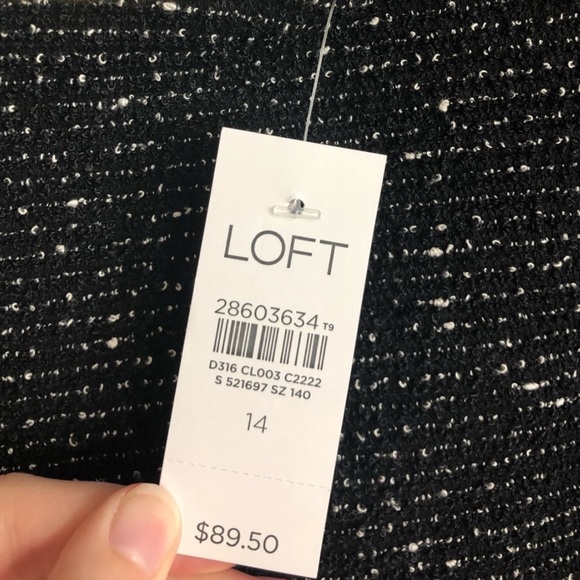 LOFT
28603634 T9
D316 CL003 C2222
S 521697 SZ 140
14
$89.50